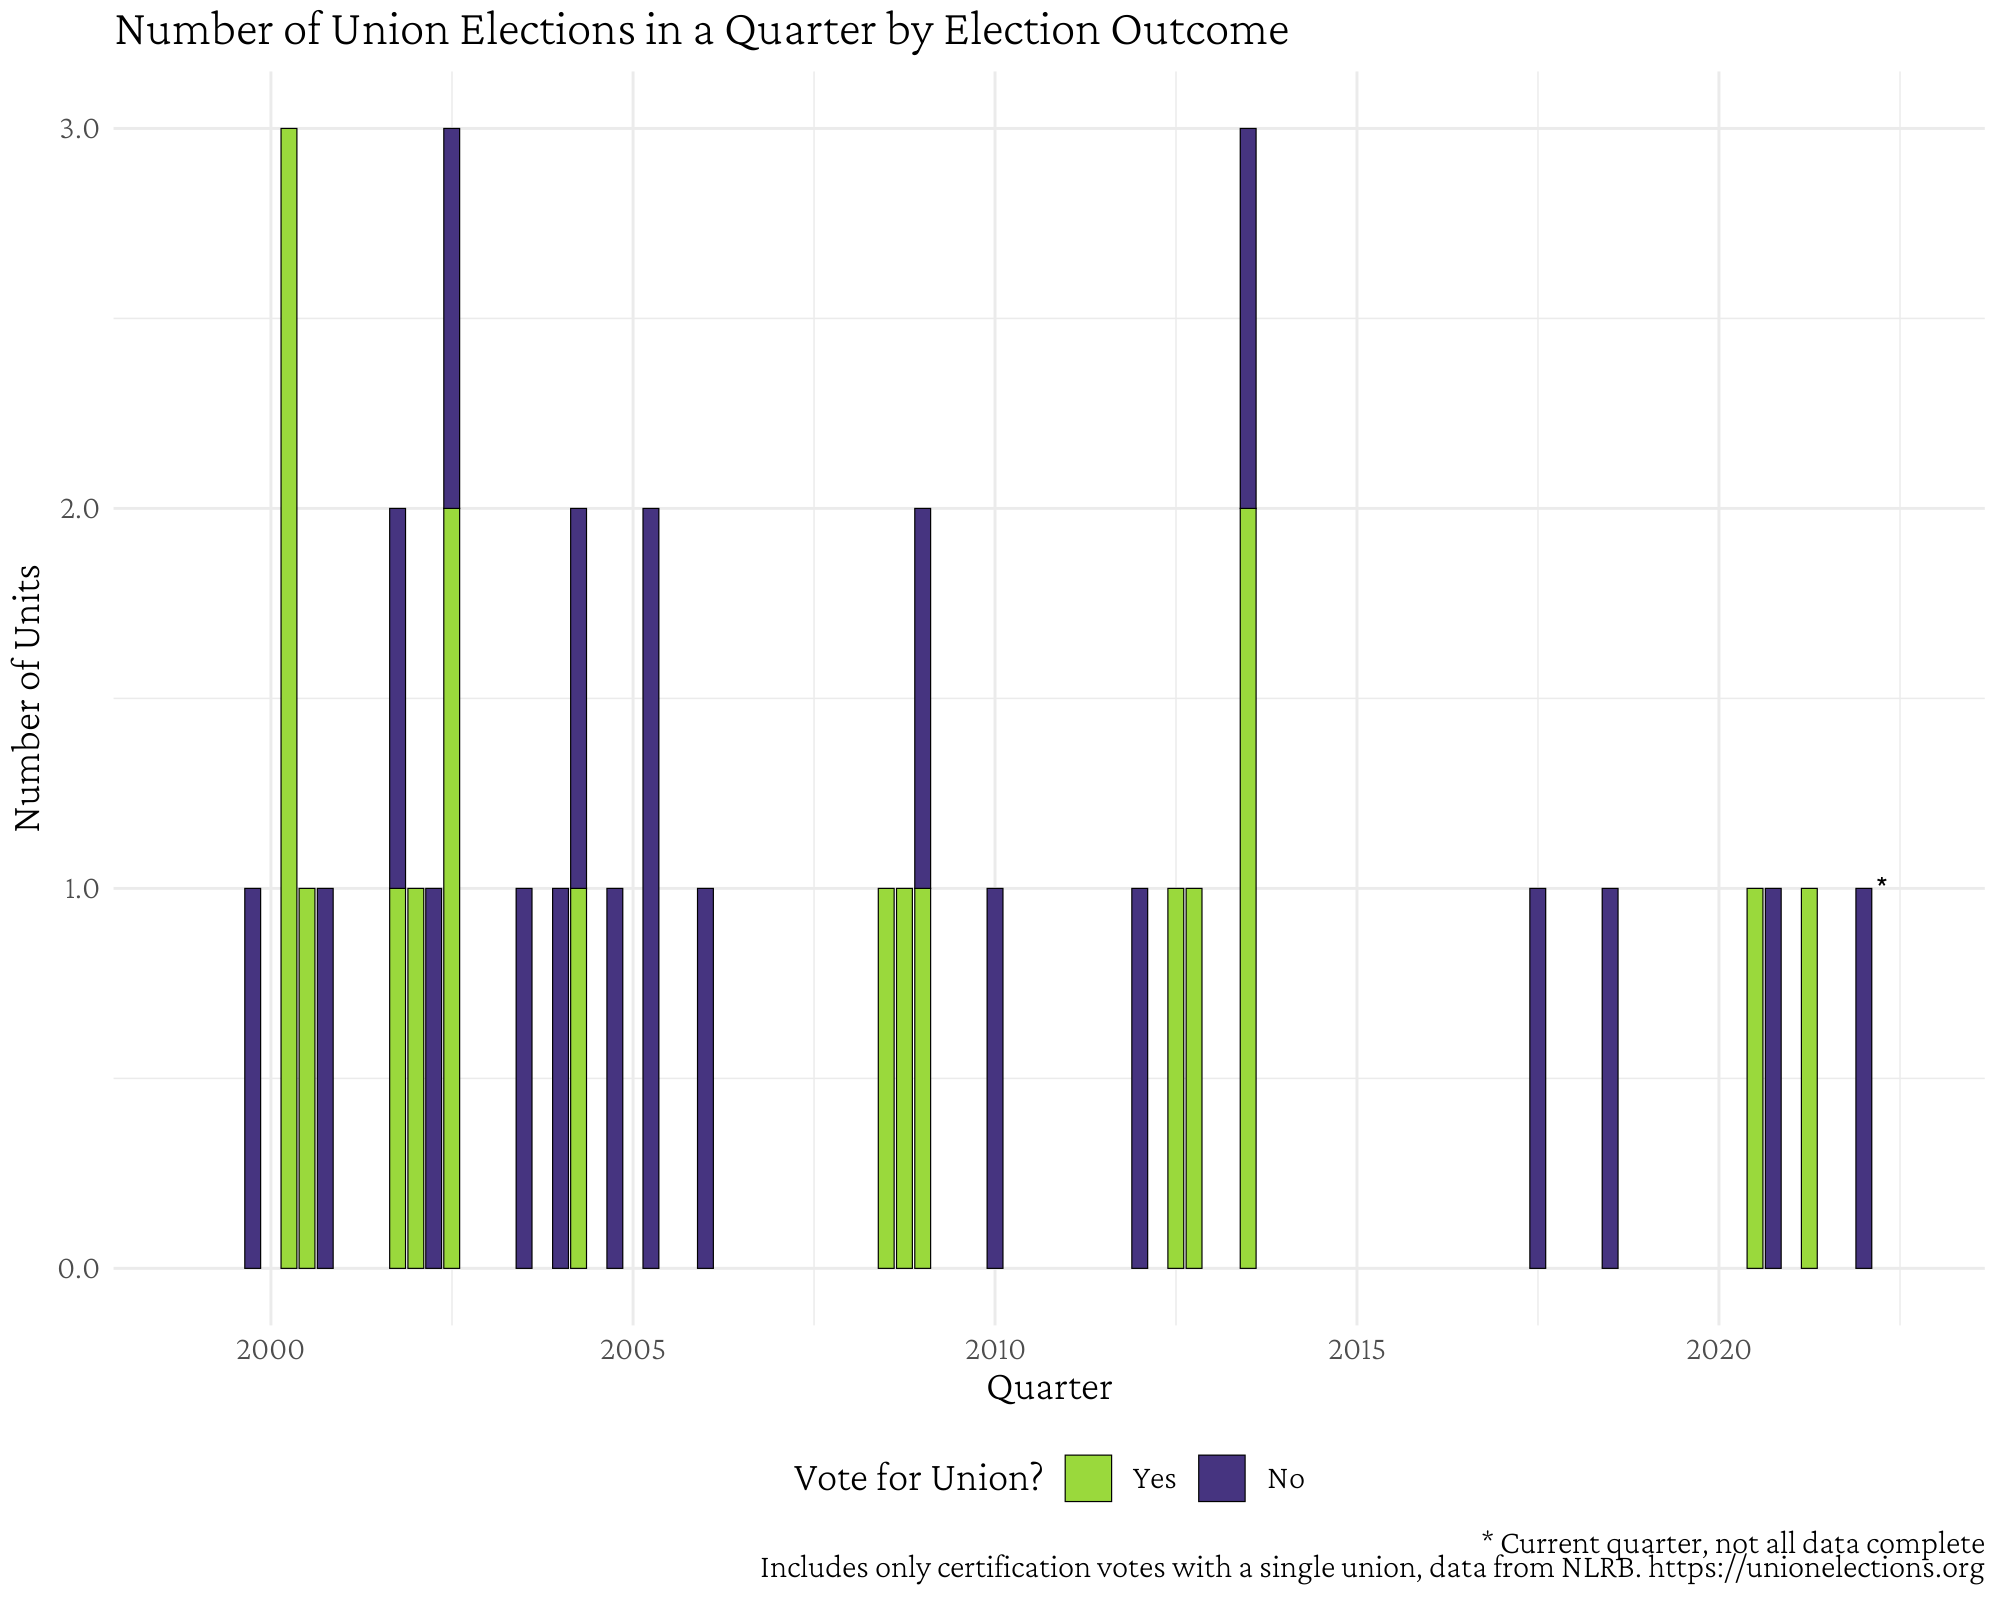 Number of Union Elections in a Quarter by Election Outcome
3.0
2.0
1.0
0.0
Number of Units
*
2000 2005 2010 2015 2020
Quarter
Vote for Union? Yes No
* Current quarter, not all data complete
Includes only certification votes with a single union, data from NLRB. https://unionelections.org